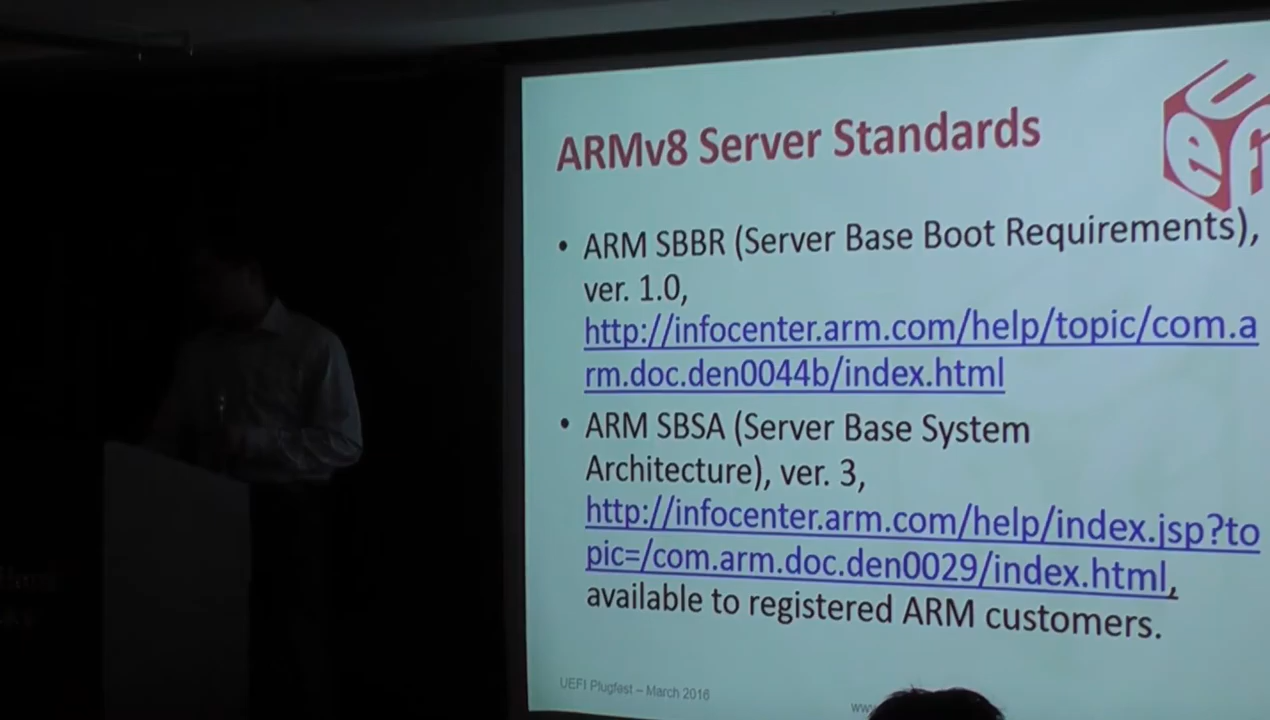 ARMv8 Server Standards
• ARM SBBR (Server Base Boot Requirements),
ver. 1.0,
http://infocenter.arm.com/help/topic/com.a
rm.doc.den0044b/index.html
• ARM SBSA (Server Base System
Architecture), ver. 3,
http://infocenter.arm.com/help/index.jsp?to
pic=/com.arm.doc.den0029/index.html,
available to registered ARM customers.
UEFI Plugfest – March 2016